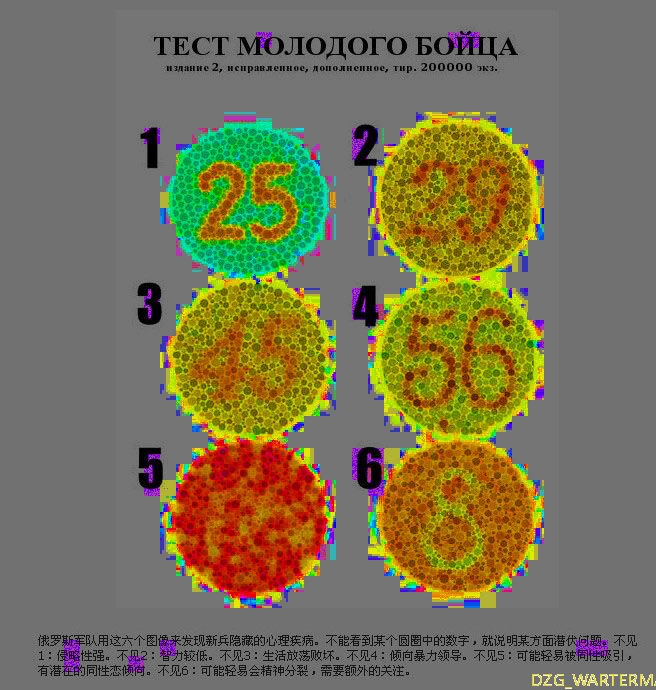 ТЕСТ МОЛОДОГО БОЙЦА
издание 2, исправленное, дополненное, тир. 200000 экз.
1 2
25 29
3 4
45 56
5 6
8
俄罗斯军队用这六个图像来发现新兵隐藏的心理疾病。不能看到某个圆圈中的数字，就说明某方面潜伏问题。不见
1：侵略性强。不见2：智力较低。不见3：生活放荡败坏。不见4：倾向暴力领导。不见5：可能轻易被同性吸引，
有潜在的同性恋倾向。不见6：可能轻易会精神分裂，需要额外的关注。
DZG_WARTERMA